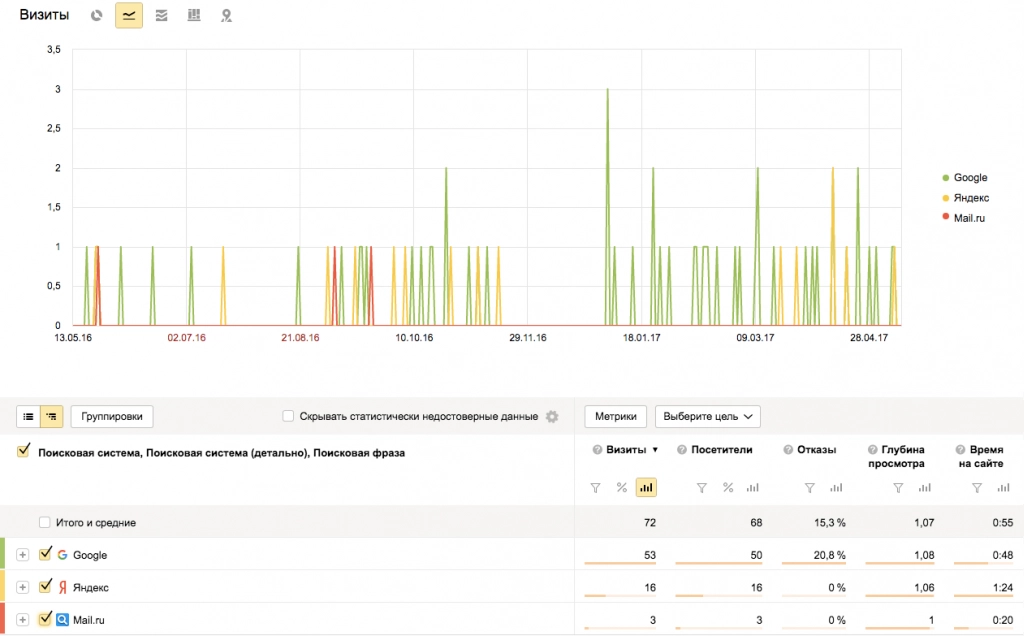 Визиты
3,5
3
2,5
2
1,5
1
0,5
0
13.05.16 02.07.16 21.08.16 10.10.16 29.11.16 18.01.17 09.03.17 28.04.17
Google
Яндекс
Mail.ru
Группировки Скрывать статистически недостоверные данные Метрики Выберите цель
Поисковая система, Поисковая система (детально), Поисковая фраза
? Визиты ▼ ? Посетители ? Отказы ? Глубина просмотра ? Время на сайте
% %
Итого и средние 72 68 15,3 % 1,07 0:55
Google 53 50 20,8 % 1,08 0:48
Яндекс 16 16 0 % 1,06 1:24
Mail.ru 3 3 0 % 1 0:20